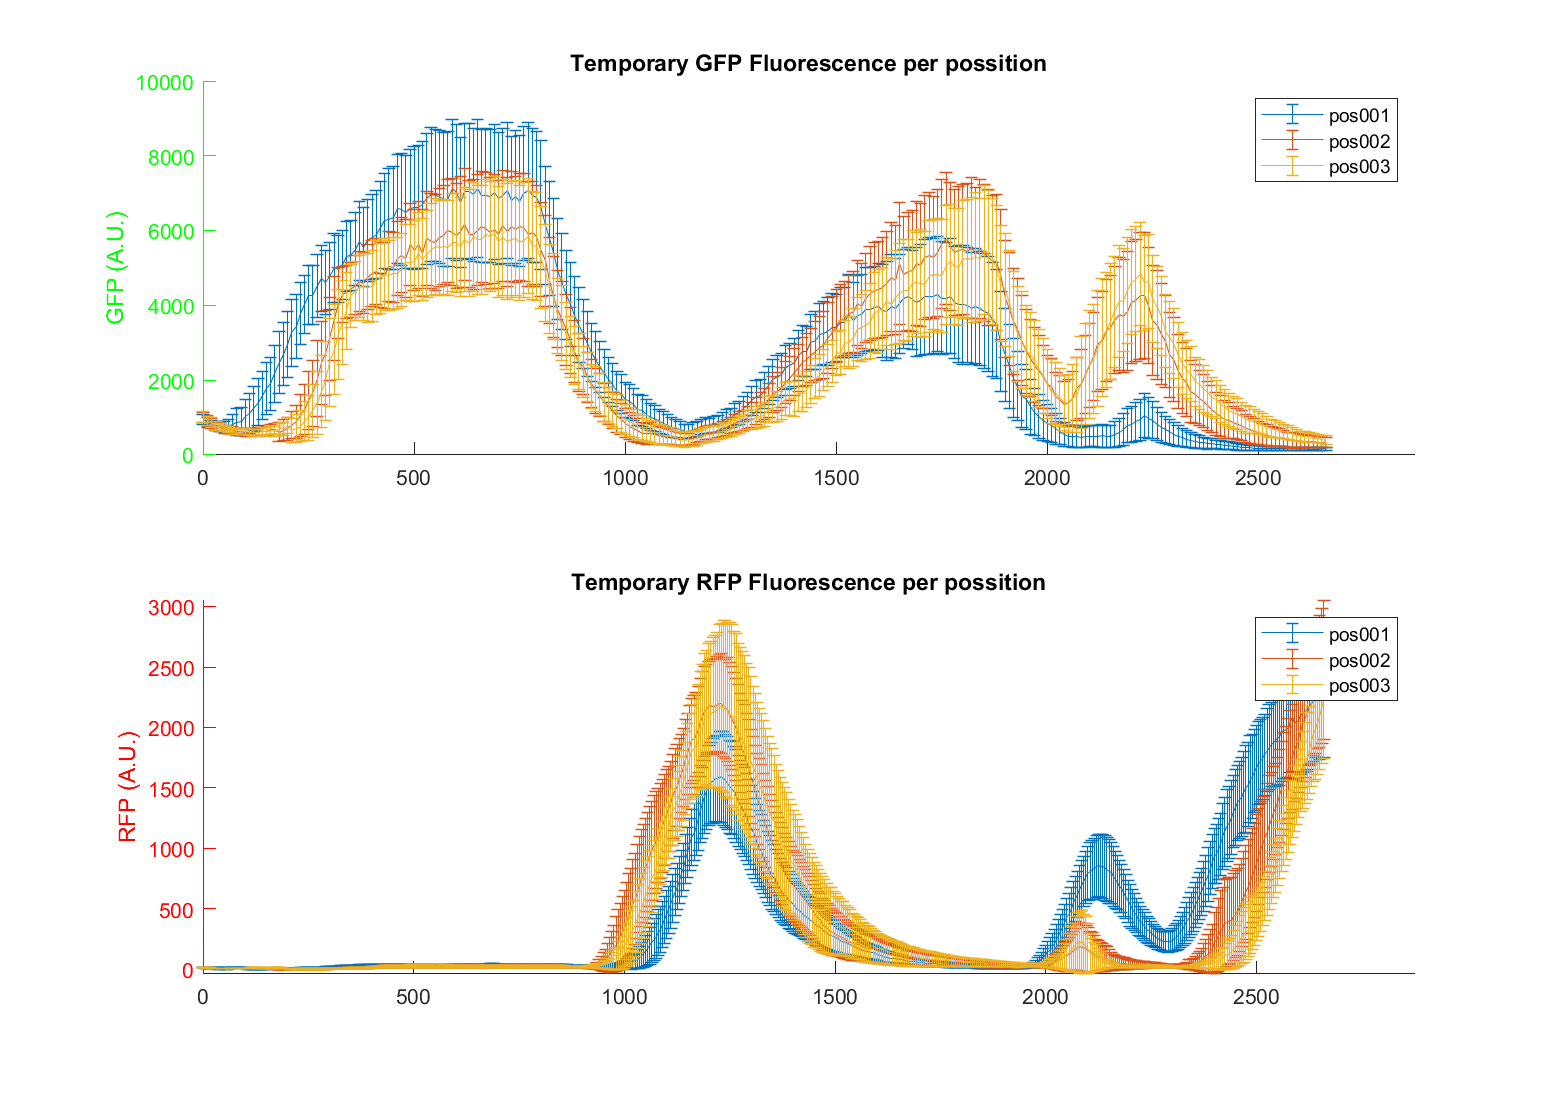 Temporary GFP Fluorescence per possition
10000
8000
6000
4000
2000
0
GFP (A.U.)
pos001
pos002
pos003
0 500 1000 1500 2000 2500
Temporary RFP Fluorescence per possition
3000
2500
2000
1500
1000
500
0
RFP (A.U.)
pos001
pos002
pos003
0 500 1000 1500 2000 2500